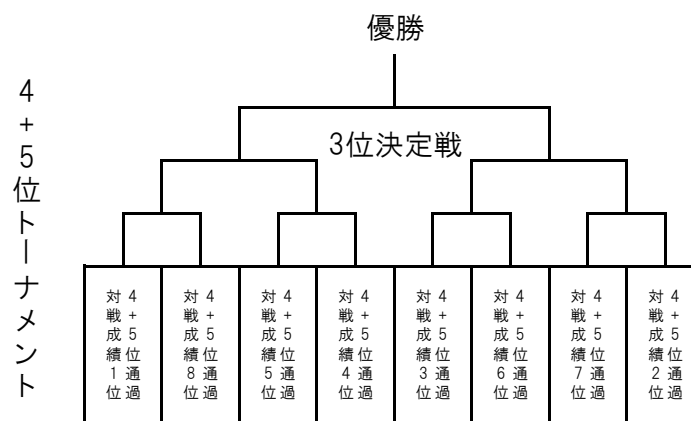 優勝
4+5位トーナメント
3位決定戦
4+5位通過
対戦成績1位
4+5位通過
対戦成績8位
4+5位通過
対戦成績5位
4+5位通過
対戦成績4位
4+5位通過
対戦成績3位
4+5位通過
対戦成績6位
4+5位通過
対戦成績7位
4+5位通過
対戦成績2位